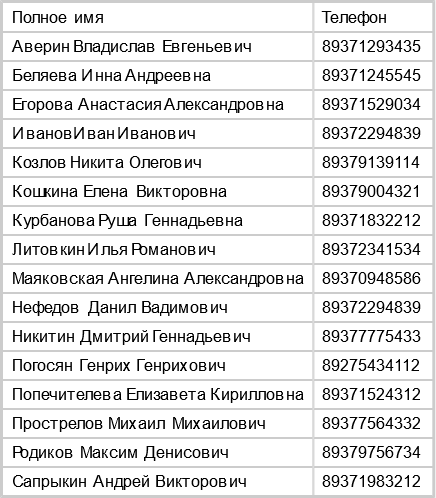 Полное имя Телефон
Аверин Владислав Евгеньевич 89371293435
Беляева Инна Андреевна 89371245545
Егорова Анастасия Александровна 89371529034
Иванов Иван Иванович 89372294839
Козлов Никита Олегович 89379139114
Кошкина Елена Викторовна 89379004321
Курбанова Руша Геннадьевна 89371832212
Литовкин Илья Романович 89372341534
Маяковская Ангелина Александровна 89370948586
Нефедов Данил Вадимович 89372294839
Никитин Дмитрий Геннадьевич 89377775433
Погосян Генрих Генрихович 89275434112
Попечителева Елизавета Кирилловна 89371524312
Прострелов Михаил Михаилович 89377564332
Родиков Максим Денисович 89379756734
Сапрыкин Андрей Викторович 89371983212